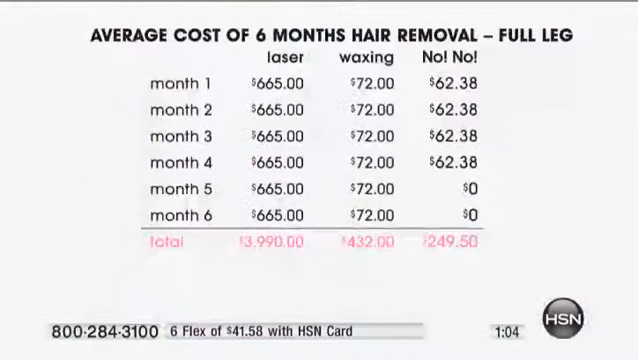 AVERAGE COST OF 6 MONTHS HAIR REMOVAL – FULL LEG
laser waxing No! No!
month 1 $665.00 $72.00 $62.38
month 2 $665.00 $72.00 $62.38
month 3 $665.00 $72.00 $62.38
month 4 $665.00 $72.00 $62.38
month 5 $665.00 $72.00 $0
month 6 $665.00 $72.00 $0
total $3,990.00 $432.00 $249.50
800-284-3100 6 Flex of $41.58 with HSN Card 1:04 HSN